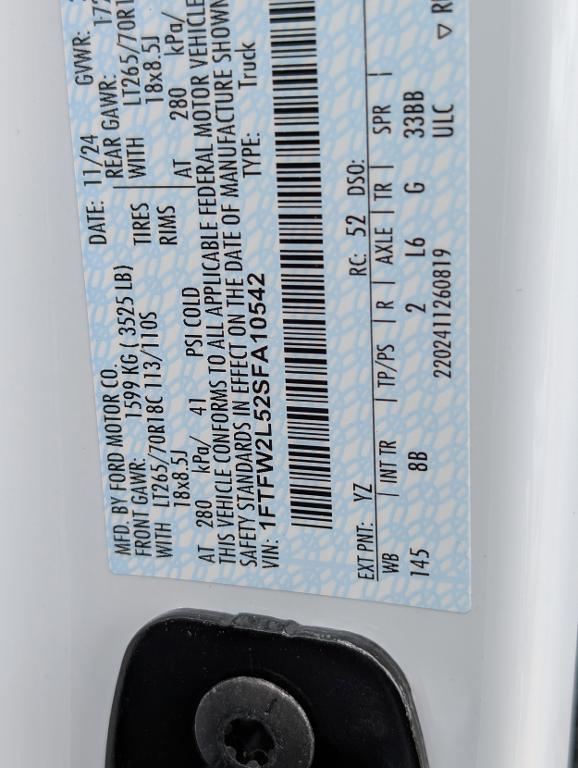 MFD. BY FORD MOTOR CO.
DATE: 11/24 GVWR:
FRONT GAWR: 1599 KG ( 3525 LB) REAR GAWR: 17
WITH LT265/70R18C 113/110S TIRES WITH LT265/70R1
18x8.5J RIMS 18x8.5J
AT 280 kPa/ 41 PSI COLD AT 280 kPa/
THIS VEHICLE CONFORMS TO ALL APPLICABLE FEDERAL MOTOR VEHICLE
SAFETY STANDARDS IN EFFECT ON THE DATE OF MANUFACTURE SHOWN
VIN: 1FTFW2L52SFA10542 TYPE: Truck
EXT PNT: YZ RC: 52 DSO:
WB INT TR TP/PS R AXLE TR SPR
145 8B 2 L6 G 33BB
2202411260819 ULC